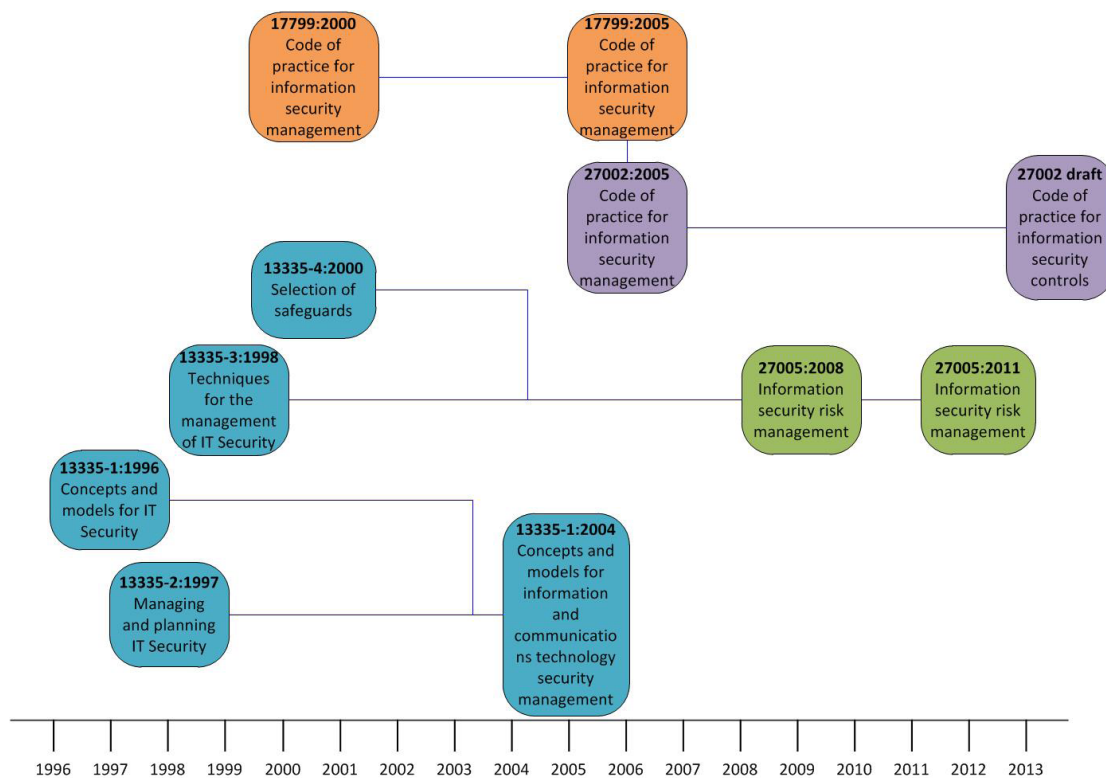 17799:2000
Code of
practice for
information
security
management
17799:2005
Code of
practice for
information
security
management
27002:2005
Code of
practice for
information
security
management
27002 draft
Code of
practice for
information
security
controls
13335-4:2000
Selection of
safeguards
13335-3:1998
Techniques
for the
management
of IT Security
27005:2008
Information
security risk
management
27005:2011
Information
security risk
management
13335-1:1996
Concepts and
models for IT
Security
13335-2:1997
Managing
and planning
IT Security
13335-1:2004
Concepts and
models for
information
and
communicatio
ns technology
security
management
1996 1997 1998 1999 2000 2001 2002 2003 2004 2005 2006 2007 2008 2009 2010 2011 2012 2013